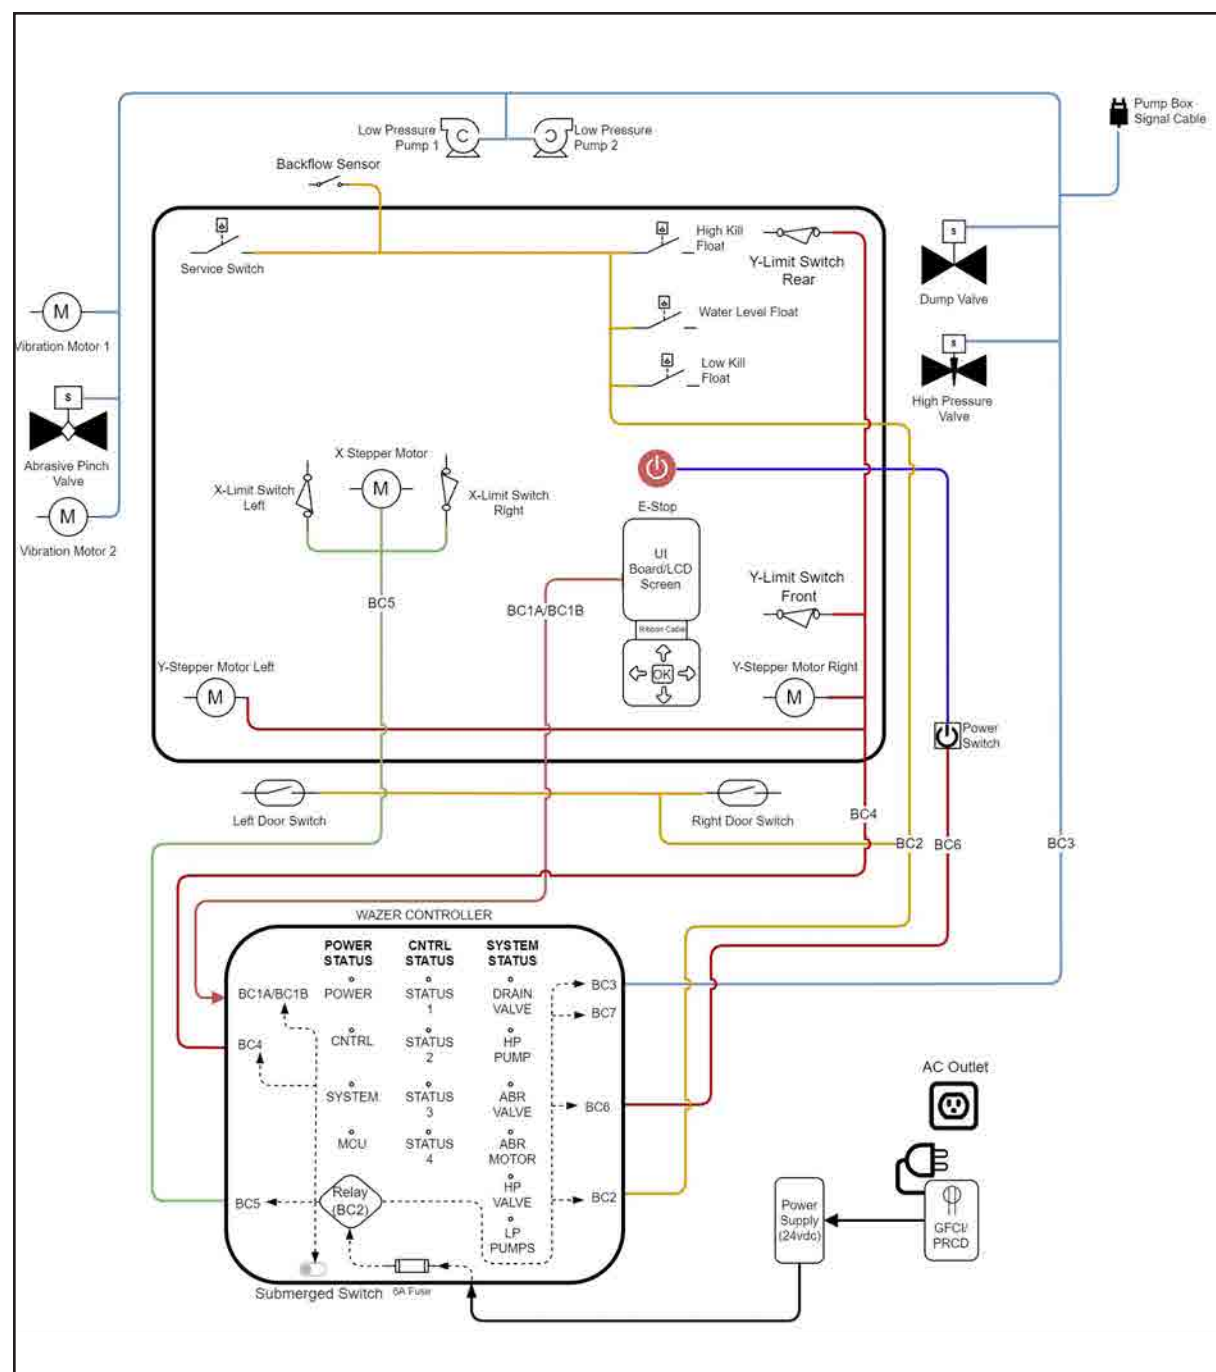 Pump Box
Signal Cable
Low Pressure
Pump 1
C
C
Low Pressure
Pump 2
Backflow Sensor
High Kill
Float
Service Switch
Y-Limit Switch
Rear
S
Dump Valve
M
Vibration Motor 1
Water Level Float
S
High Pressure
Valve
Low Kill
Float
S
Abrasive Pinch
Valve
M
Vibration Motor 2
X Stepper Motor
M
X-Limit Switch
Left
X-Limit Switch
Right
E-Stop
UI
Board/LCD
Screen
Ribbon Cable
OK
Y-Limit Switch
Front
BC5
BC1A/BC1B
Y-Stepper Motor Left
M
Y-Stepper Motor Right
M
Power
Switch
Left Door Switch
Right Door Switch
BC4
BC2
BC6
BC3
WAZER CONTROLLER
POWER
STATUS
CNTRL
STATUS
SYSTEM
STATUS
BC1A/BC1B
POWER
STATUS
1
DRAIN
VALVE
BC3
BC7
BC4
CNTRL
STATUS
2
HP
PUMP
SYSTEM
STATUS
3
ABR
VALVE
BC6
MCU
STATUS
4
ABR
MOTOR
BC5
Relay
(BC2)
HP
VALVE
BC2
LP
PUMPS
Submerged Switch
6A Fuse
AC Outlet
Power
Supply
(24vdc)
GFCI/
PRCD